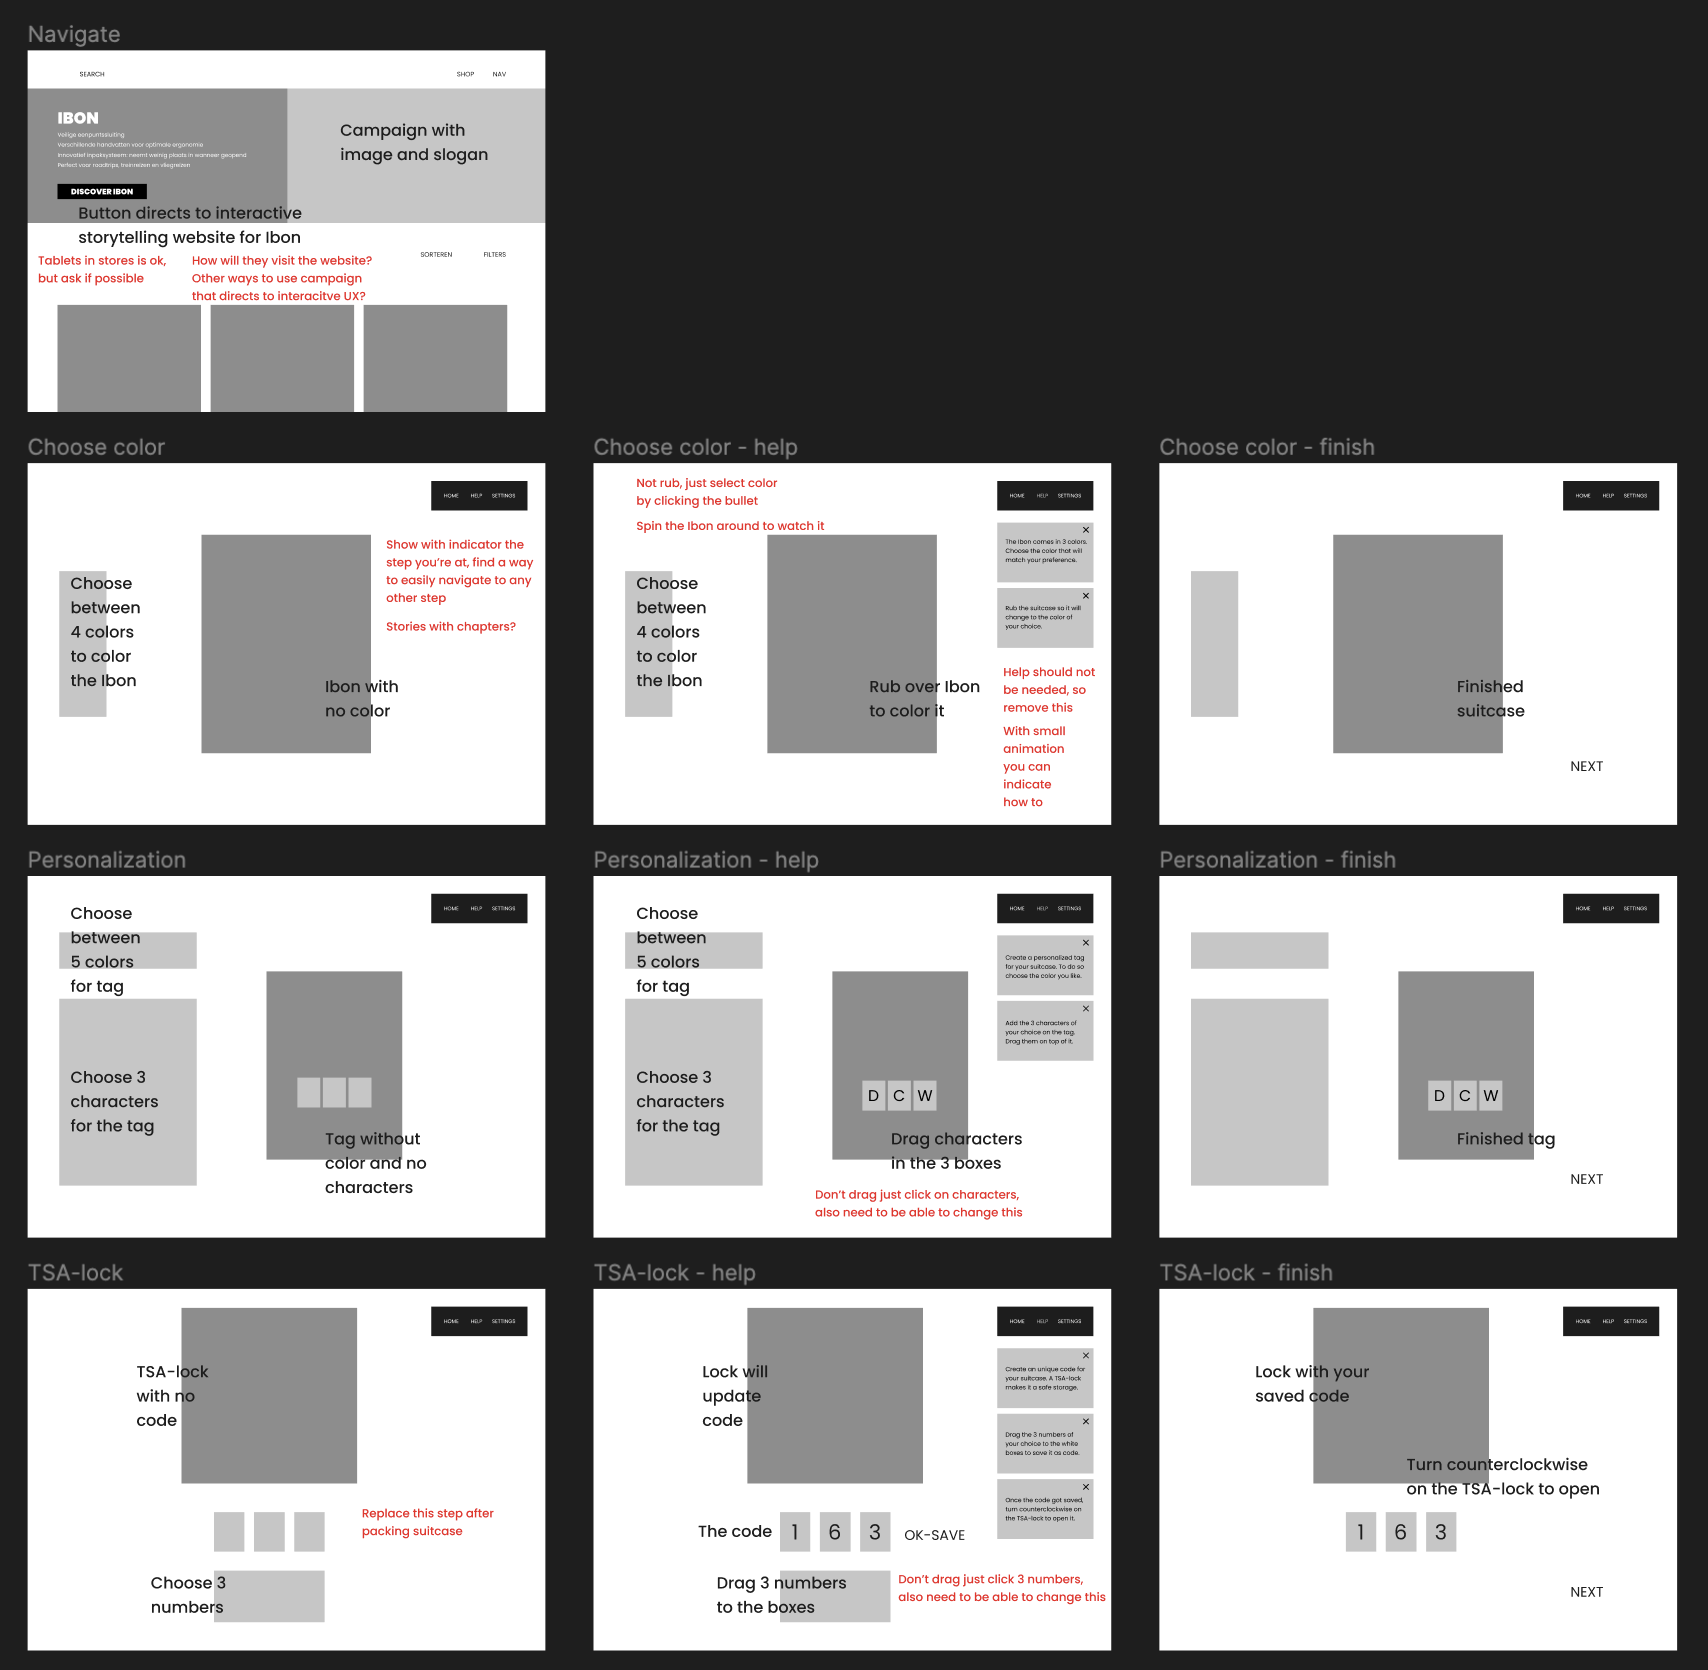 Navigate
SEARCH
SHOP
NAV
IBON
Veilige eenpuntssluiting
Verschillende handvatten voor optimale ergonomie
Innovatief inpaksysteem: neemt weinig plaats in wanneer geopend
Perfect voor roadtrips, treinreizen en vliegreizen
DISCOVER IBON
Campaign with
image and slogan
Button directs to interactive
storytelling website for Ibon
Tablets in stores is ok,
but ask if possible
How will they visit the website?
Other ways to use campaign
that directs to interacitve UX?
SORTEREN
FILTERS
Choose color
HOME
HELP
SETTINGS
Choose
between
4 colors
to color
the Ibon
Show with indicator the
step you're at, find a way
to easily navigate to any
other step
Stories with chapters?
Ibon with
no color
Choose color - help
Not rub, just select color
by clicking the bullet
Spin the Ibon around to watch it
HOME
HELP
SETTINGS
The Ibon comes in 3 colors.
Choose the color that will
match your preference.
Rub the suitcase so it will
change to the color of
your choice.
Choose
between
4 colors
to color
the Ibon
Rub over Ibon
to color it
Help should not
be needed, so
remove this
With small
animation
you can
indicate
how to
Choose color - finish
HOME
HELP
SETTINGS
Finished
suitcase
NEXT
Personalization
HOME
HELP
SETTINGS
Choose
between
5 colors
for tag
Choose 3
characters
for the tag
Tag without
color and no
characters
Personalization - help
HOME
HELP
SETTINGS
Choose
between
5 colors
for tag
Create a personalized tag
for your suitcase. To do so
choose the color you like.
Add the 3 characters of
your choice on the tag.
Drag them on top of it.
Choose 3
characters
for the tag
D C W
Drag characters
in the 3 boxes
Don't drag just click on characters,
also need to be able to change this
Personalization - finish
HOME
HELP
SETTINGS
D C W
Finished tag
NEXT
TSA-lock
HOME
HELP
SETTINGS
TSA-lock
with no
code
Replace this step after
packing suitcase
Choose 3
numbers
TSA-lock - help
HOME
HELP
SETTINGS
Lock will
update
code
Create an unique code for
your suitcase. A TSA-lock
makes it a safe storage.
Drag the 3 numbers of
your choice to the white
boxes to save it as code.
Once the code got saved,
turn counterclockwise on
the TSA-lock to open it.
The code
1 6 3
OK-SAVE
Drag 3 numbers
to the boxes
Don't drag just click 3 numbers,
also need to be able to change this
TSA-lock - finish
HOME
HELP
SETTINGS
Lock with your
saved code
Turn counterclockwise
on the TSA-lock to open
1 6 3
NEXT